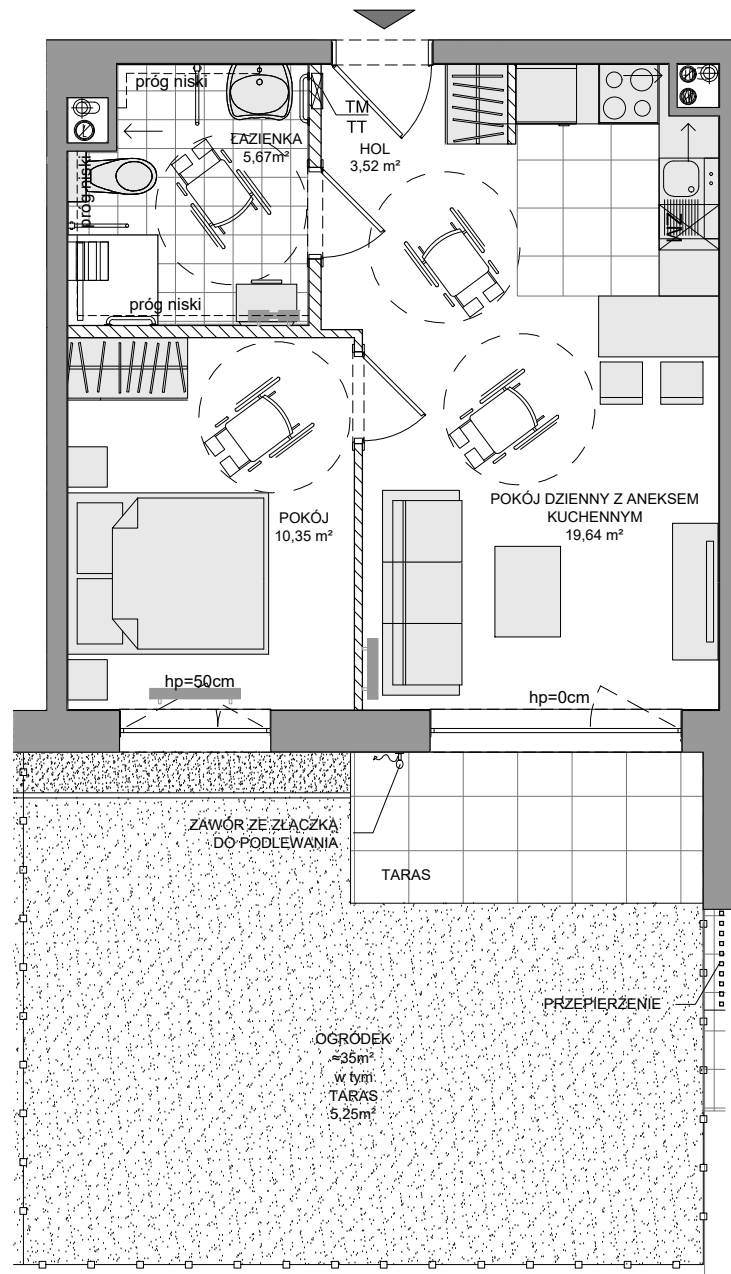 próg niski
TM
TT
ŁAZIENKA
5,67m²
HOL
3,52 m²
próg niski
WZ
próg niski
POKÓJ
10,35 m²
POKÓJ DZIENNY Z ANEKSEM
KUCHENNYM
19,64 m²
hp=50cm
hp=0cm
ZAWÓR ZE ZŁĄCZKĄ
DO PODLEWANIA
TARAS
PRZEPIERZENIE
OGRÓDEK
≈35m²
w tym
TARAS
5,25m²